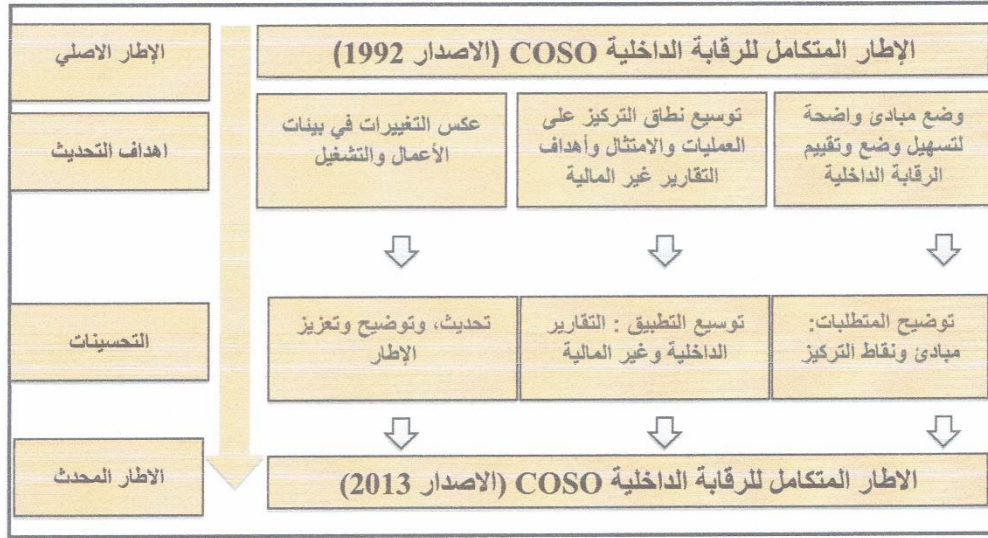 الإطار الاصلي
الإطار المتكامل للرقابة الداخلية COSO (الاصدار 1992)
اهداف التحديث
وضع مبادئ واضحة
لتسهيل وضع وتقييم
الرقابة الداخلية
توسيع نطاق التركيز على
العمليات والامتثال وأهداف
التقارير غير المالية
عكس التغييرات في بيئات
الأعمال والتشغيل
التحسينات
توضيح المتطلبات:
مبادئ ونقاط التركيز
توسيع التطبيق : التقارير
الداخلية وغير المالية
تحديث، وتوضيح وتعزيز
الإطار
الاطار المحدث
الاطار المتكامل للرقابة الداخلية COSO (الاصدار 2013)